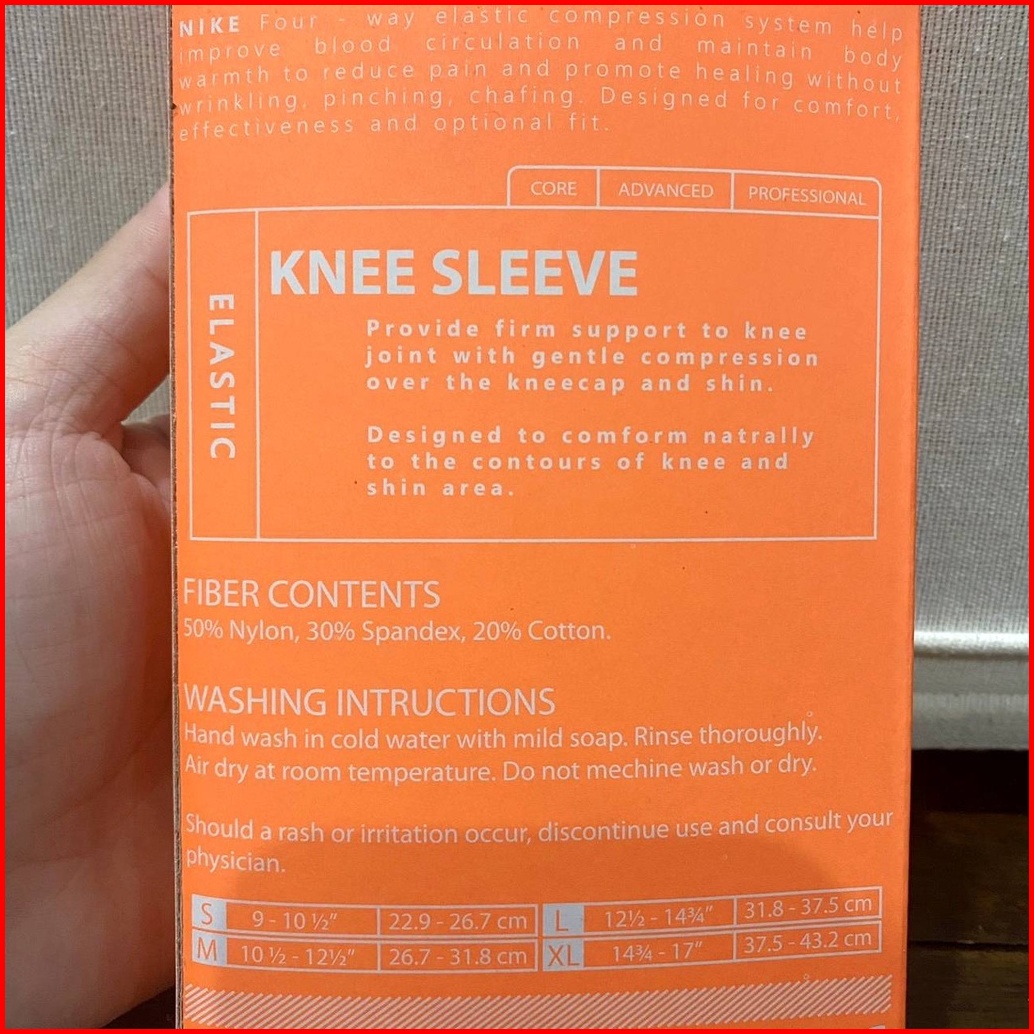 NIKE Four - way elastic compression system help
improve blood circulation and maintain body
warmth to reduce pain and promote healing without
wrinkling, pinching, chafing. Designed for comfort,
effectiveness and optional fit.
CORE ADVANCED PROFESSIONAL
ELASTIC
KNEE SLEEVE
Provide firm support to knee
joint with gentle compression
over the kneecap and shin.
Designed to comform natrally
to the contours of knee and
shin area.
FIBER CONTENTS
50% Nylon, 30% Spandex, 20% Cotton.
WASHING INTRUCTIONS
Hand wash in cold water with mild soap. Rinse thoroughly.
Air dry at room temperature. Do not mechine wash or dry.
Should a rash or irritation occur, discontinue use and consult your
physician.
S 9 - 10 ½” 22.9 - 26.7 cm L 12½ - 14¾” 31.8 - 37.5 cm
M 10 ½ - 12½” 26.7 - 31.8 cm XL 14¾ - 17” 37.5 - 43.2 cm